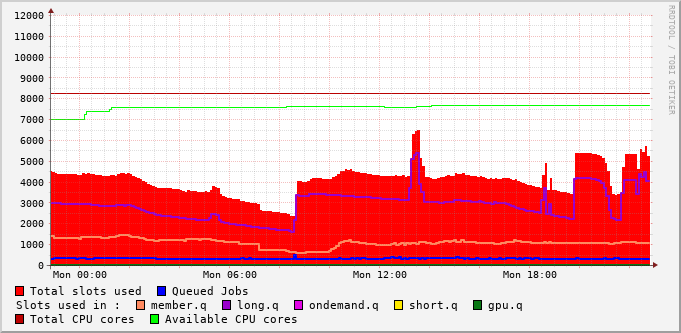 RRDTOOL / TOBI OETIKER
12000
11000
10000
9000
8000
7000
6000
5000
4000
3000
2000
1000
0
Mon 00:00 Mon 06:00 Mon 12:00 Mon 18:00
Total slots used Queued Jobs
Slots used in : member.q long.q ondemand.q short.q gpu.q
Total CPU cores Available CPU cores